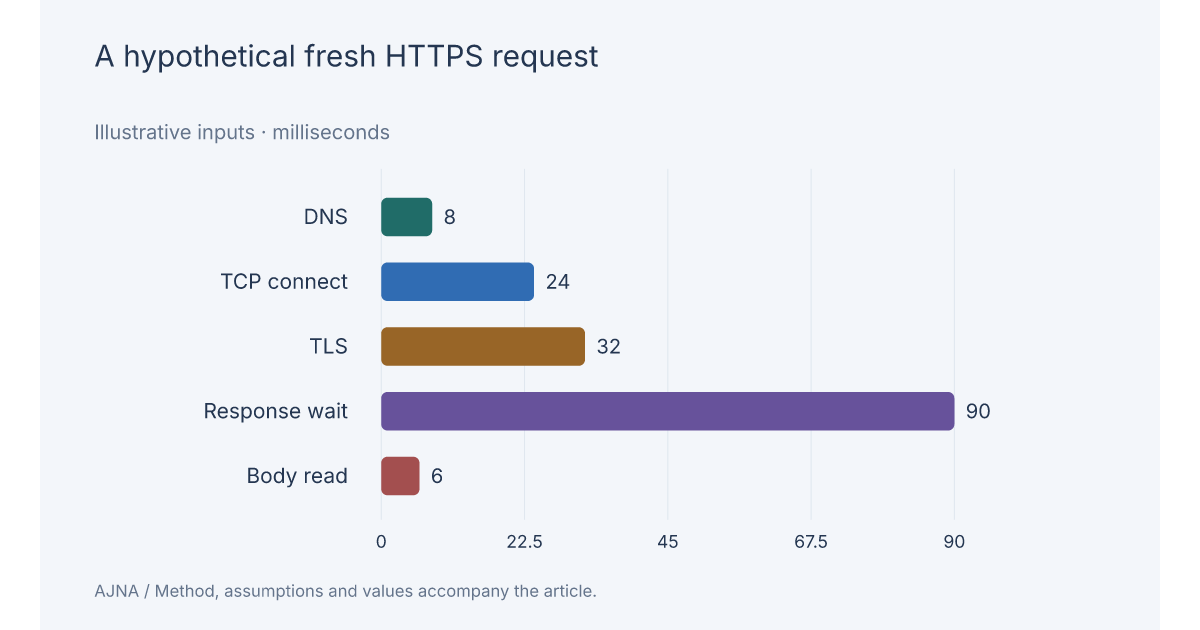 A hypothetical fresh HTTPS request
Illustrative inputs · milliseconds
DNS 8
TCP connect 24
TLS 32
Response wait 90
Body read 6
0 22.5 45 67.5 90
AJNA / Method, assumptions and values accompany the article.